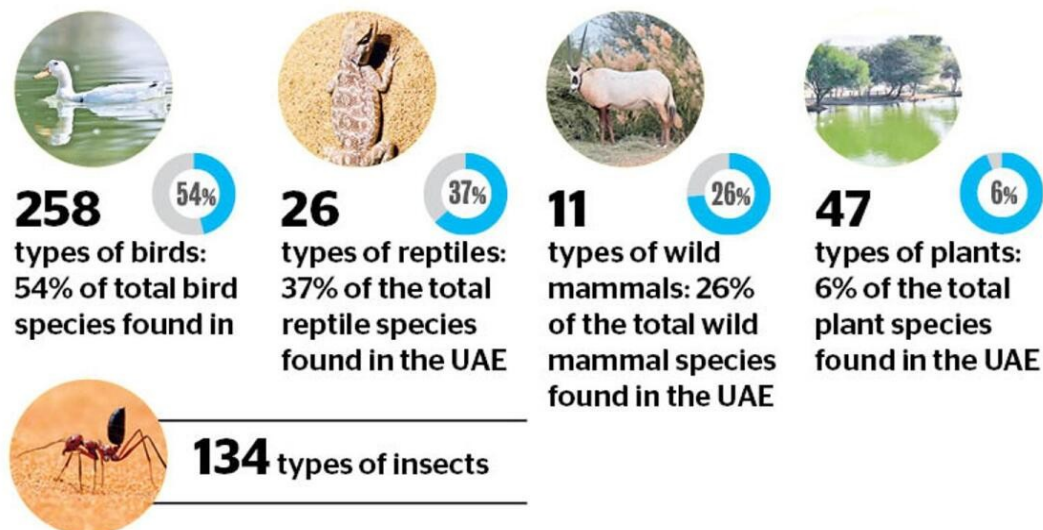 54%
258
types of birds:
54% of total bird
species found in
37%
26
types of reptiles:
37% of the total
reptile species
found in the UAE
26%
11
types of wild
mammals: 26%
of the total wild
mammal species
found in the UAE
6%
47
types of plants:
6% of the total
plant species
found in the UAE
134 types of insects